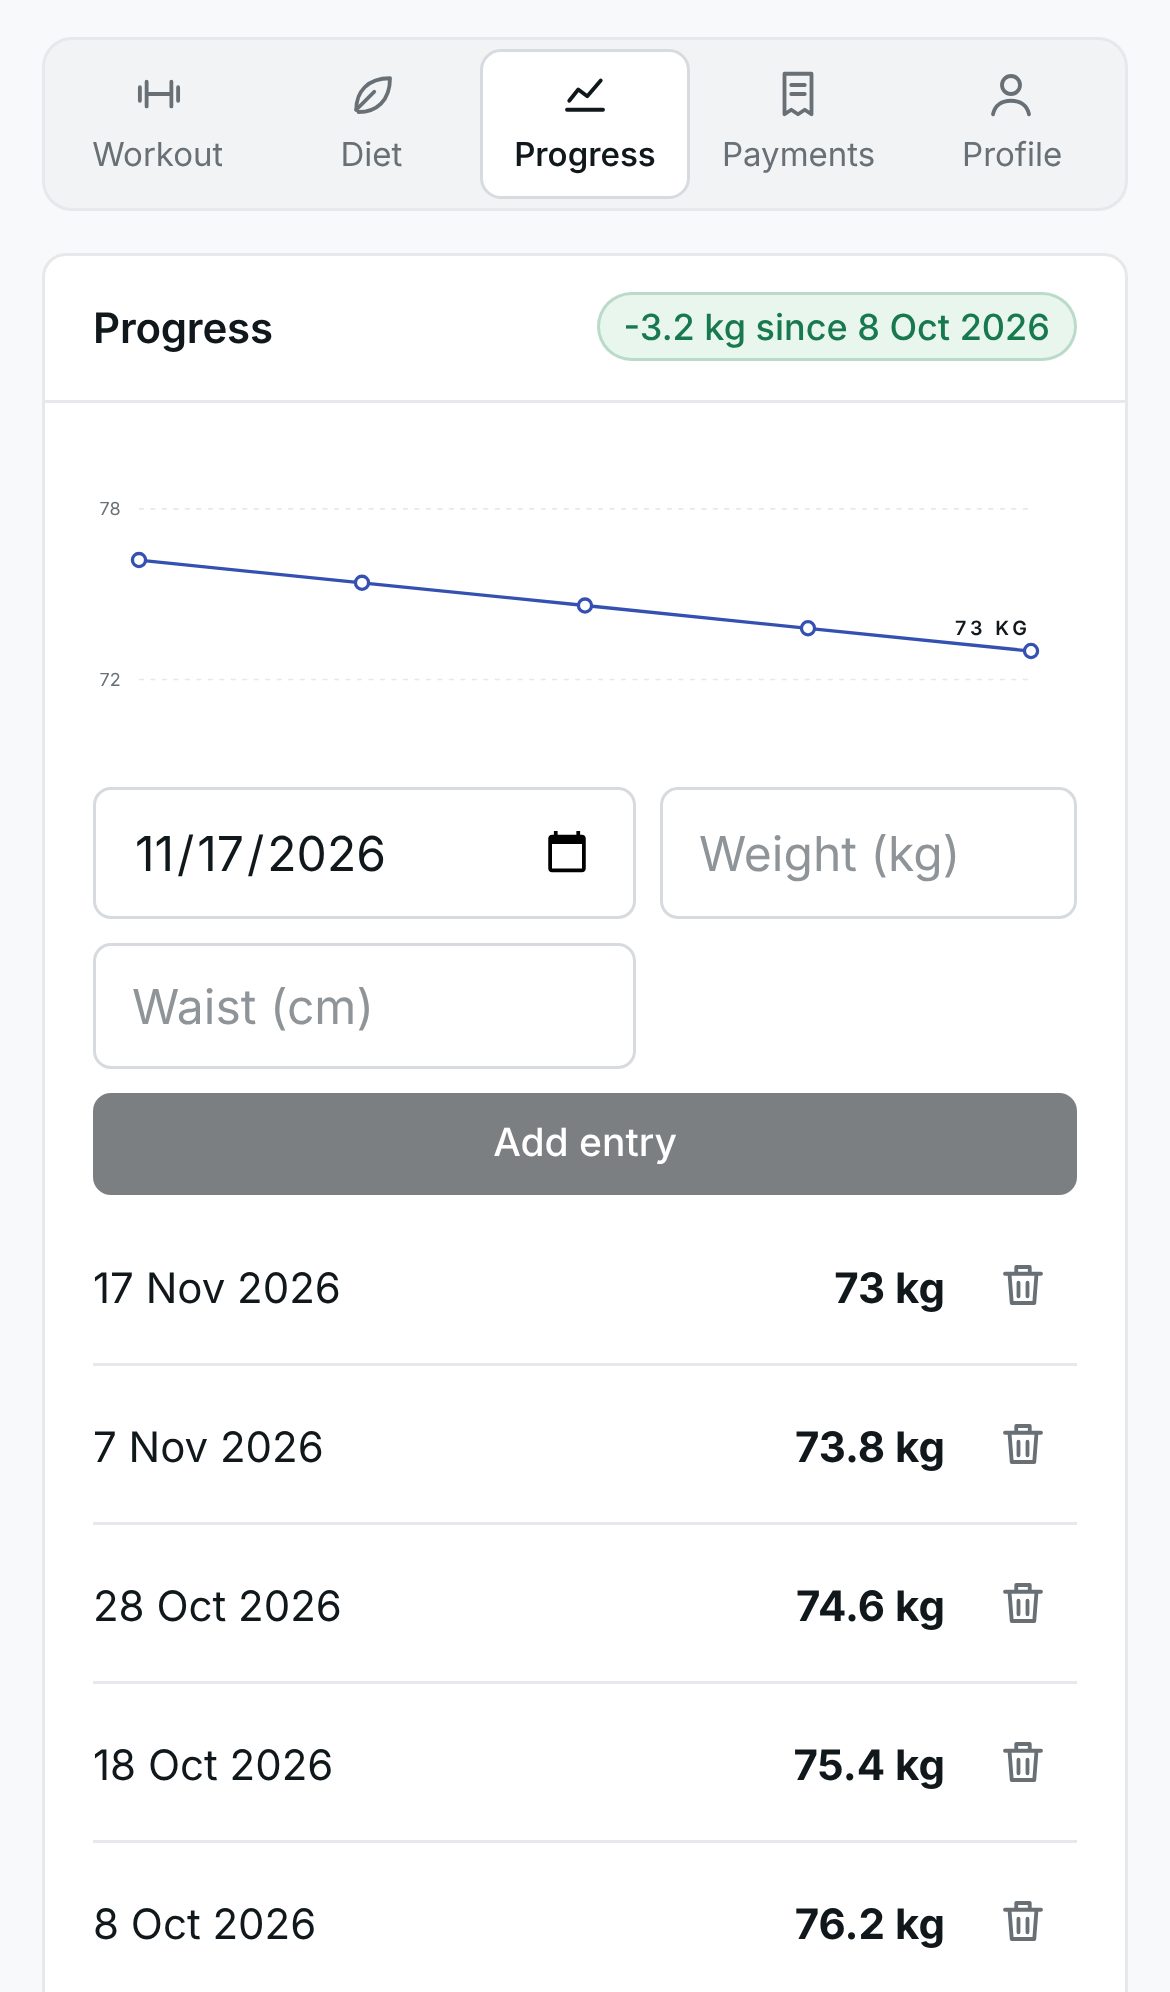 Workout Diet Progress Payments Profile
Progress -3.2 kg since 8 Oct 2026
78
73 KG
72
11/17/2026 Weight (kg)
Waist (cm)
Add entry
17 Nov 2026 73 kg
7 Nov 2026 73.8 kg
28 Oct 2026 74.6 kg
18 Oct 2026 75.4 kg
8 Oct 2026 76.2 kg